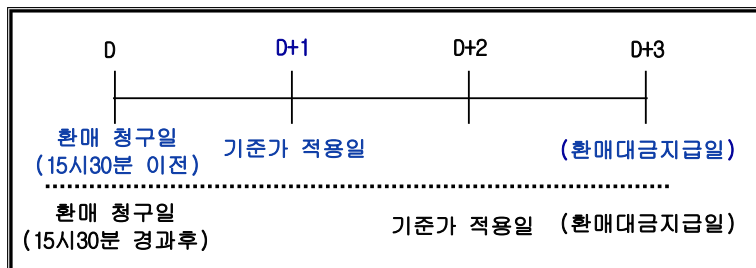 D D+1 D+2 D+3
환매 청구일 기준가 적용일 (환매대금지급일)
(15시30분 이전)
환매 청구일 기준가 적용일 (환매대금지급일)
(15시30분 경과후)